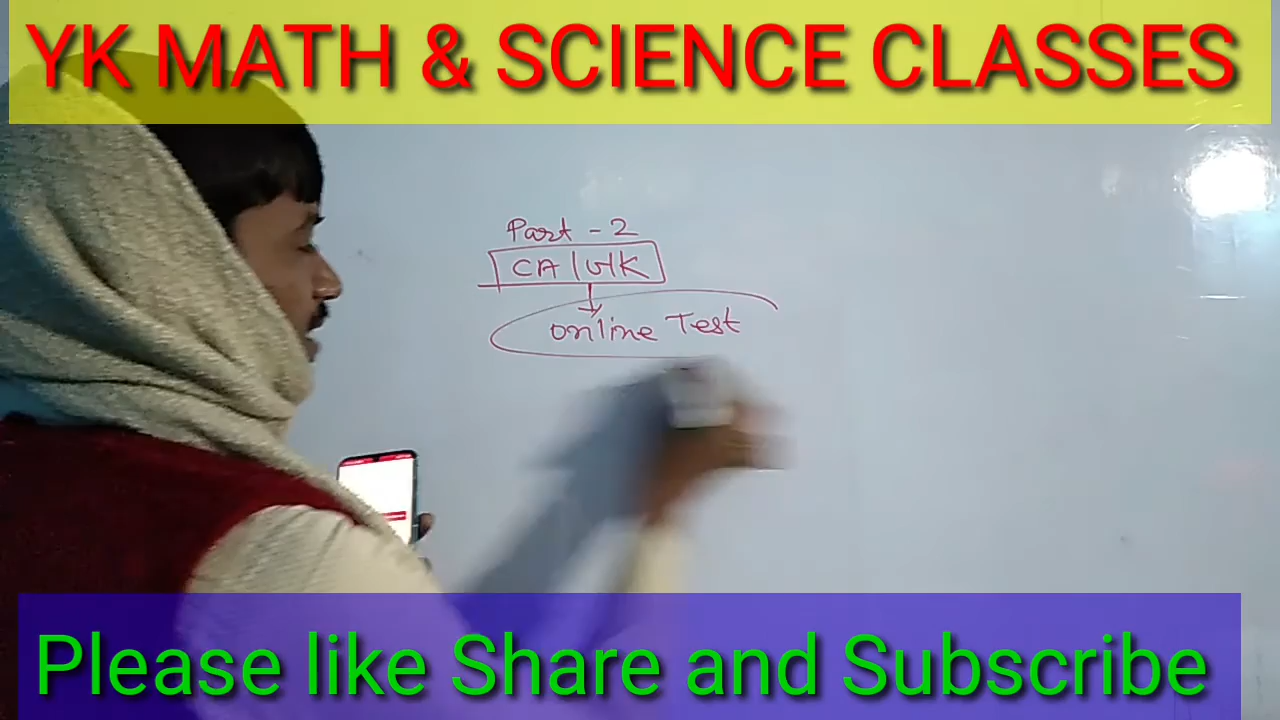 YK MATH & SCIENCE CLASSES
Part - 2
CA | GK
online Test
Please like Share and Subscribe